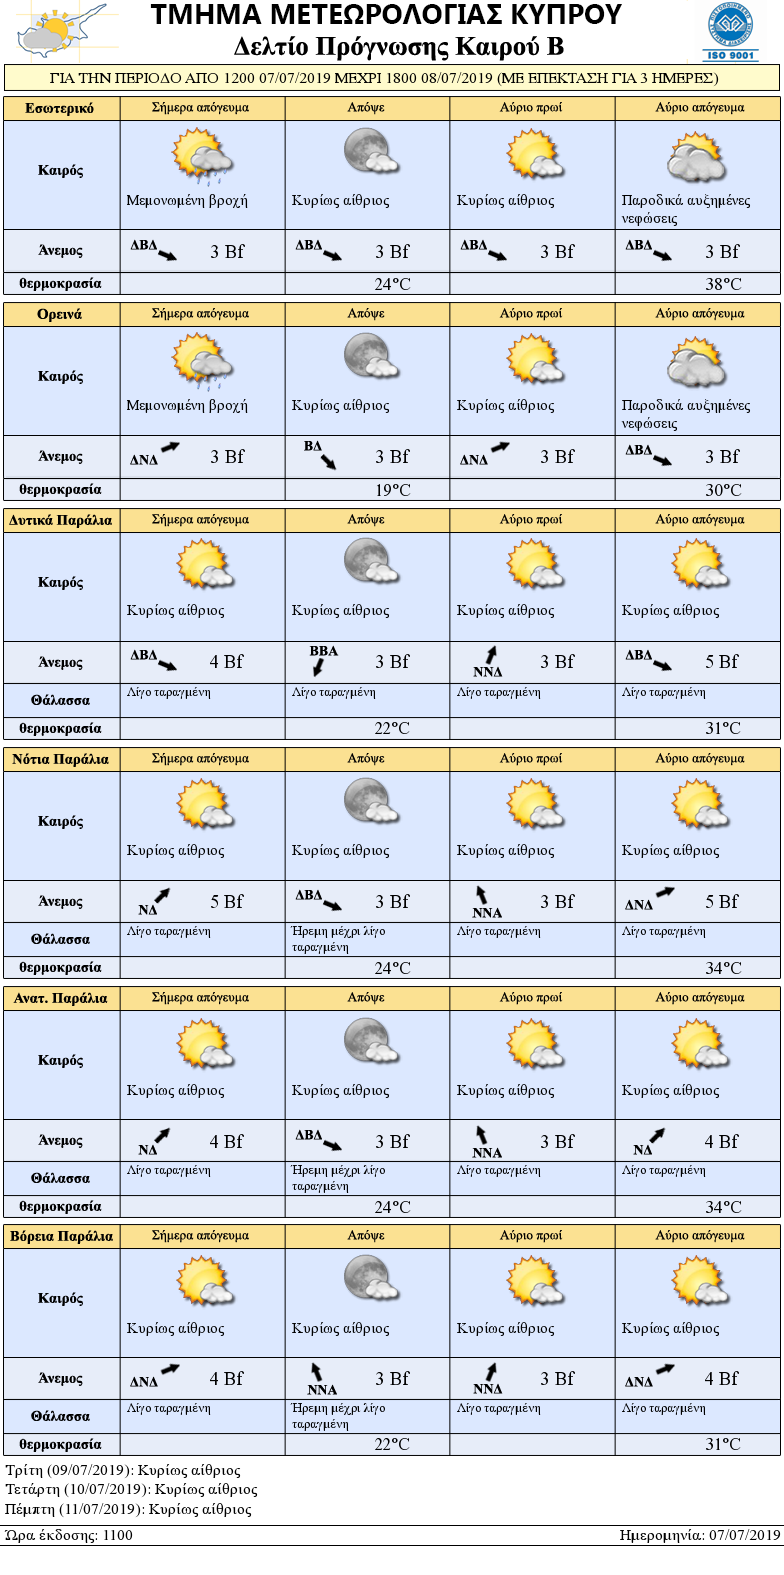 ΤΜΗΜΑ ΜΕΤΕΩΡΟΛΟΓΙΑΣ ΚΥΠΡΟΥ
Δελτίο Πρόγνωσης Καιρού Β
ISO 9001
ΓΙΑ ΤΗΝ ΠΕΡΙΟΔΟ ΑΠΟ 1200 07/07/2019 ΜΕΧΡΙ 1800 08/07/2019 (ΜΕ ΕΠΕΚΤΑΣΗ ΓΙΑ 3 ΗΜΕΡΕΣ)
Εσωτερικό Σήμερα απόγευμα Απόψε Αύριο πρωί Αύριο απόγευμα
Καιρός Μεμονωμένη βροχή Κυρίως αίθριος Κυρίως αίθριος Παροδικά αυξημένες
νεφώσεις
Άνεμος ΔΒΔ 3 Bf ΔΒΔ 3 Bf ΔΒΔ 3 Bf ΔΒΔ 3 Bf
θερμοκρασία 24°C 38°C
Ορεινά Σήμερα απόγευμα Απόψε Αύριο πρωί Αύριο απόγευμα
Καιρός Μεμονωμένη βροχή Κυρίως αίθριος Κυρίως αίθριος Παροδικά αυξημένες
νεφώσεις
Άνεμος ΔΝΔ 3 Bf ΒΔ 3 Bf ΔΝΔ 3 Bf ΔΒΔ 3 Bf
θερμοκρασία 19°C 30°C
Δυτικά Παράλια Σήμερα απόγευμα Απόψε Αύριο πρωί Αύριο απόγευμα
Καιρός Κυρίως αίθριος Κυρίως αίθριος Κυρίως αίθριος Κυρίως αίθριος
Άνεμος ΔΒΔ 4 Bf ΒΒΑ 3 Bf ΝΝΔ 3 Bf ΔΒΔ 5 Bf
Θάλασσα Λίγο ταραγμένη Λίγο ταραγμένη Λίγο ταραγμένη Λίγο ταραγμένη
θερμοκρασία 22°C 31°C
Νότια Παράλια Σήμερα απόγευμα Απόψε Αύριο πρωί Αύριο απόγευμα
Καιρός Κυρίως αίθριος Κυρίως αίθριος Κυρίως αίθριος Κυρίως αίθριος
Άνεμος ΝΔ 5 Bf ΔΒΔ 3 Bf ΝΝΑ 3 Bf ΔΝΔ 5 Bf
Θάλασσα Λίγο ταραγμένη Ήρεμη μέχρι λίγο Λίγο ταραγμένη Λίγο ταραγμένη
ταραγμένη
θερμοκρασία 24°C 34°C
Ανατ. Παράλια Σήμερα απόγευμα Απόψε Αύριο πρωί Αύριο απόγευμα
Καιρός Κυρίως αίθριος Κυρίως αίθριος Κυρίως αίθριος Κυρίως αίθριος
Άνεμος ΝΔ 4 Bf ΔΒΔ 3 Bf ΝΝΑ 3 Bf ΝΔ 4 Bf
Θάλασσα Λίγο ταραγμένη Ήρεμη μέχρι λίγο Λίγο ταραγμένη Λίγο ταραγμένη
ταραγμένη
θερμοκρασία 24°C 34°C
Βόρεια Παράλια Σήμερα απόγευμα Απόψε Αύριο πρωί Αύριο απόγευμα
Καιρός Κυρίως αίθριος Κυρίως αίθριος Κυρίως αίθριος Κυρίως αίθριος
Άνεμος ΔΝΔ 4 Bf ΝΝΑ 3 Bf ΝΝΔ 3 Bf ΔΝΔ 4 Bf
Θάλασσα Λίγο ταραγμένη Ήρεμη μέχρι λίγο Λίγο ταραγμένη Λίγο ταραγμένη
ταραγμένη
θερμοκρασία 22°C 31°C
Τρίτη (09/07/2019): Κυρίως αίθριος
Τετάρτη (10/07/2019): Κυρίως αίθριος
Πέμπτη (11/07/2019): Κυρίως αίθριος
Ώρα έκδοσης: 1100 Ημερομηνία: 07/07/2019